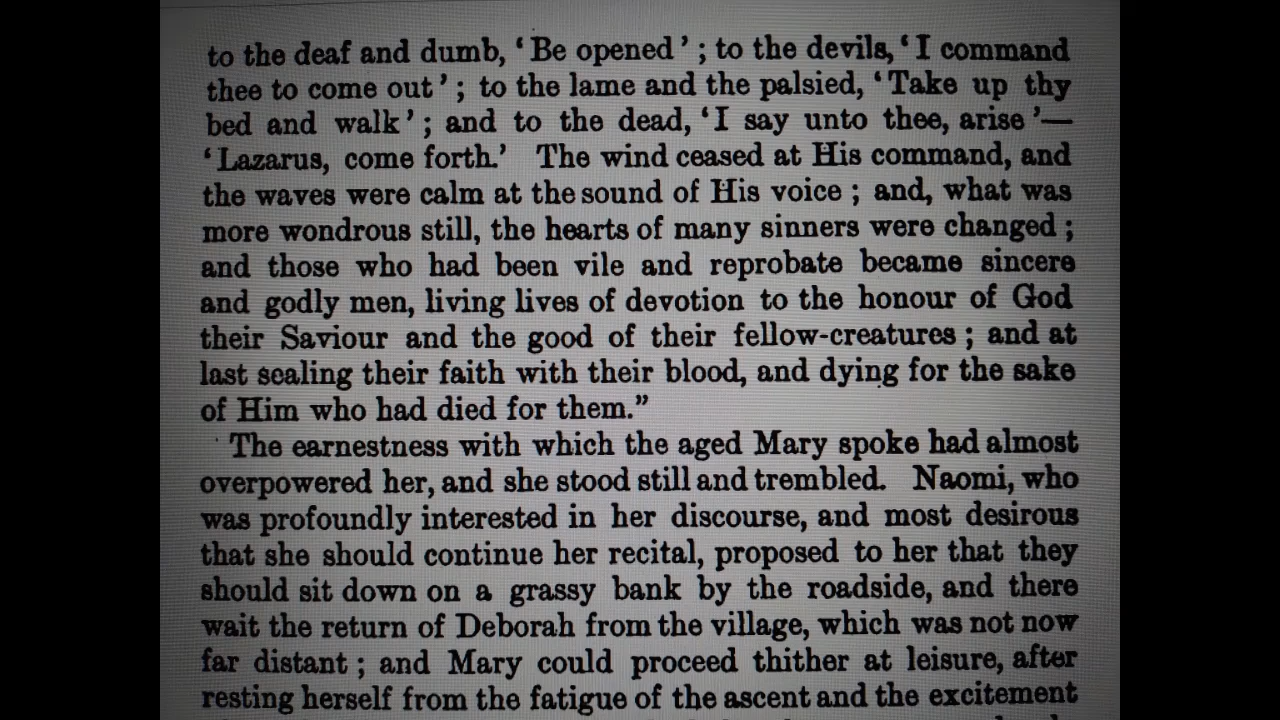 to the deaf and dumb, ‘Be opened’; to the devils, ‘I command
thee to come out’; to the lame and the palsied, ‘Take up thy
bed and walk’; and to the dead, ‘I say unto thee, arise’—
‘Lazarus, come forth.’ The wind ceased at His command, and
the waves were calm at the sound of His voice; and, what was
more wondrous still, the hearts of many sinners were changed;
and those who had been vile and reprobate became sincere
and godly men, living lives of devotion to the honour of God
their Saviour and the good of their fellow-creatures; and at
last sealing their faith with their blood, and dying for the sake
of Him who had died for them.”
The earnestness with which the aged Mary spoke had almost
overpowered her, and she stood still and trembled. Naomi, who
was profoundly interested in her discourse, and most desirous
that she should continue her recital, proposed to her that they
should sit down on a grassy bank by the roadside, and there
wait the return of Deborah from the village, which was not now
far distant; and Mary could proceed thither at leisure, after
resting herself from the fatigue of the ascent and the excitement